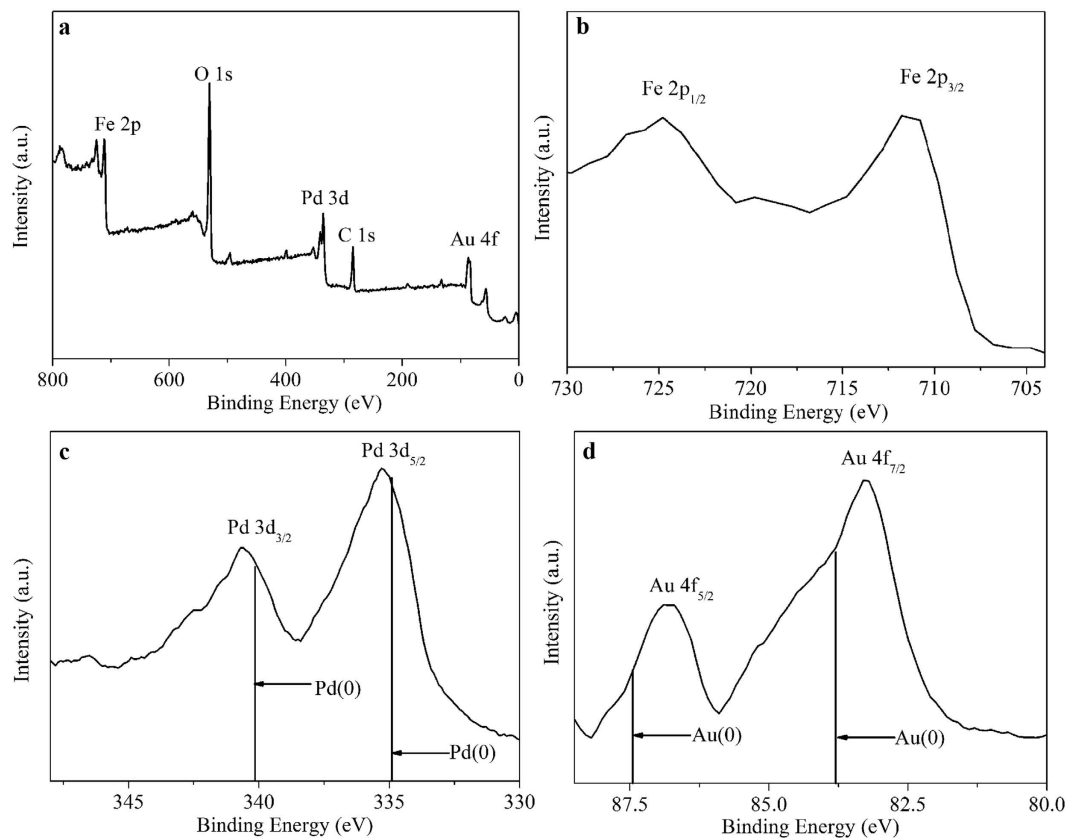 a
O 1s
Fe 2p
Pd 3d
C 1s
Au 4f
Intensity (a.u.)
800 600 400 200 0
Binding Energy (eV)
b
Fe 2p1/2
Fe 2p3/2
Intensity (a.u.)
730 725 720 715 710 705
Binding Energy (eV)
c
Pd 3d5/2
Pd 3d3/2
Pd(0)
Pd(0)
Intensity (a.u.)
345 340 335 330
Binding Energy (eV)
d
Au 4f7/2
Au 4f5/2
Au(0)
Au(0)
Intensity (a.u.)
87.5 85.0 82.5 80.0
Binding Energy (eV)